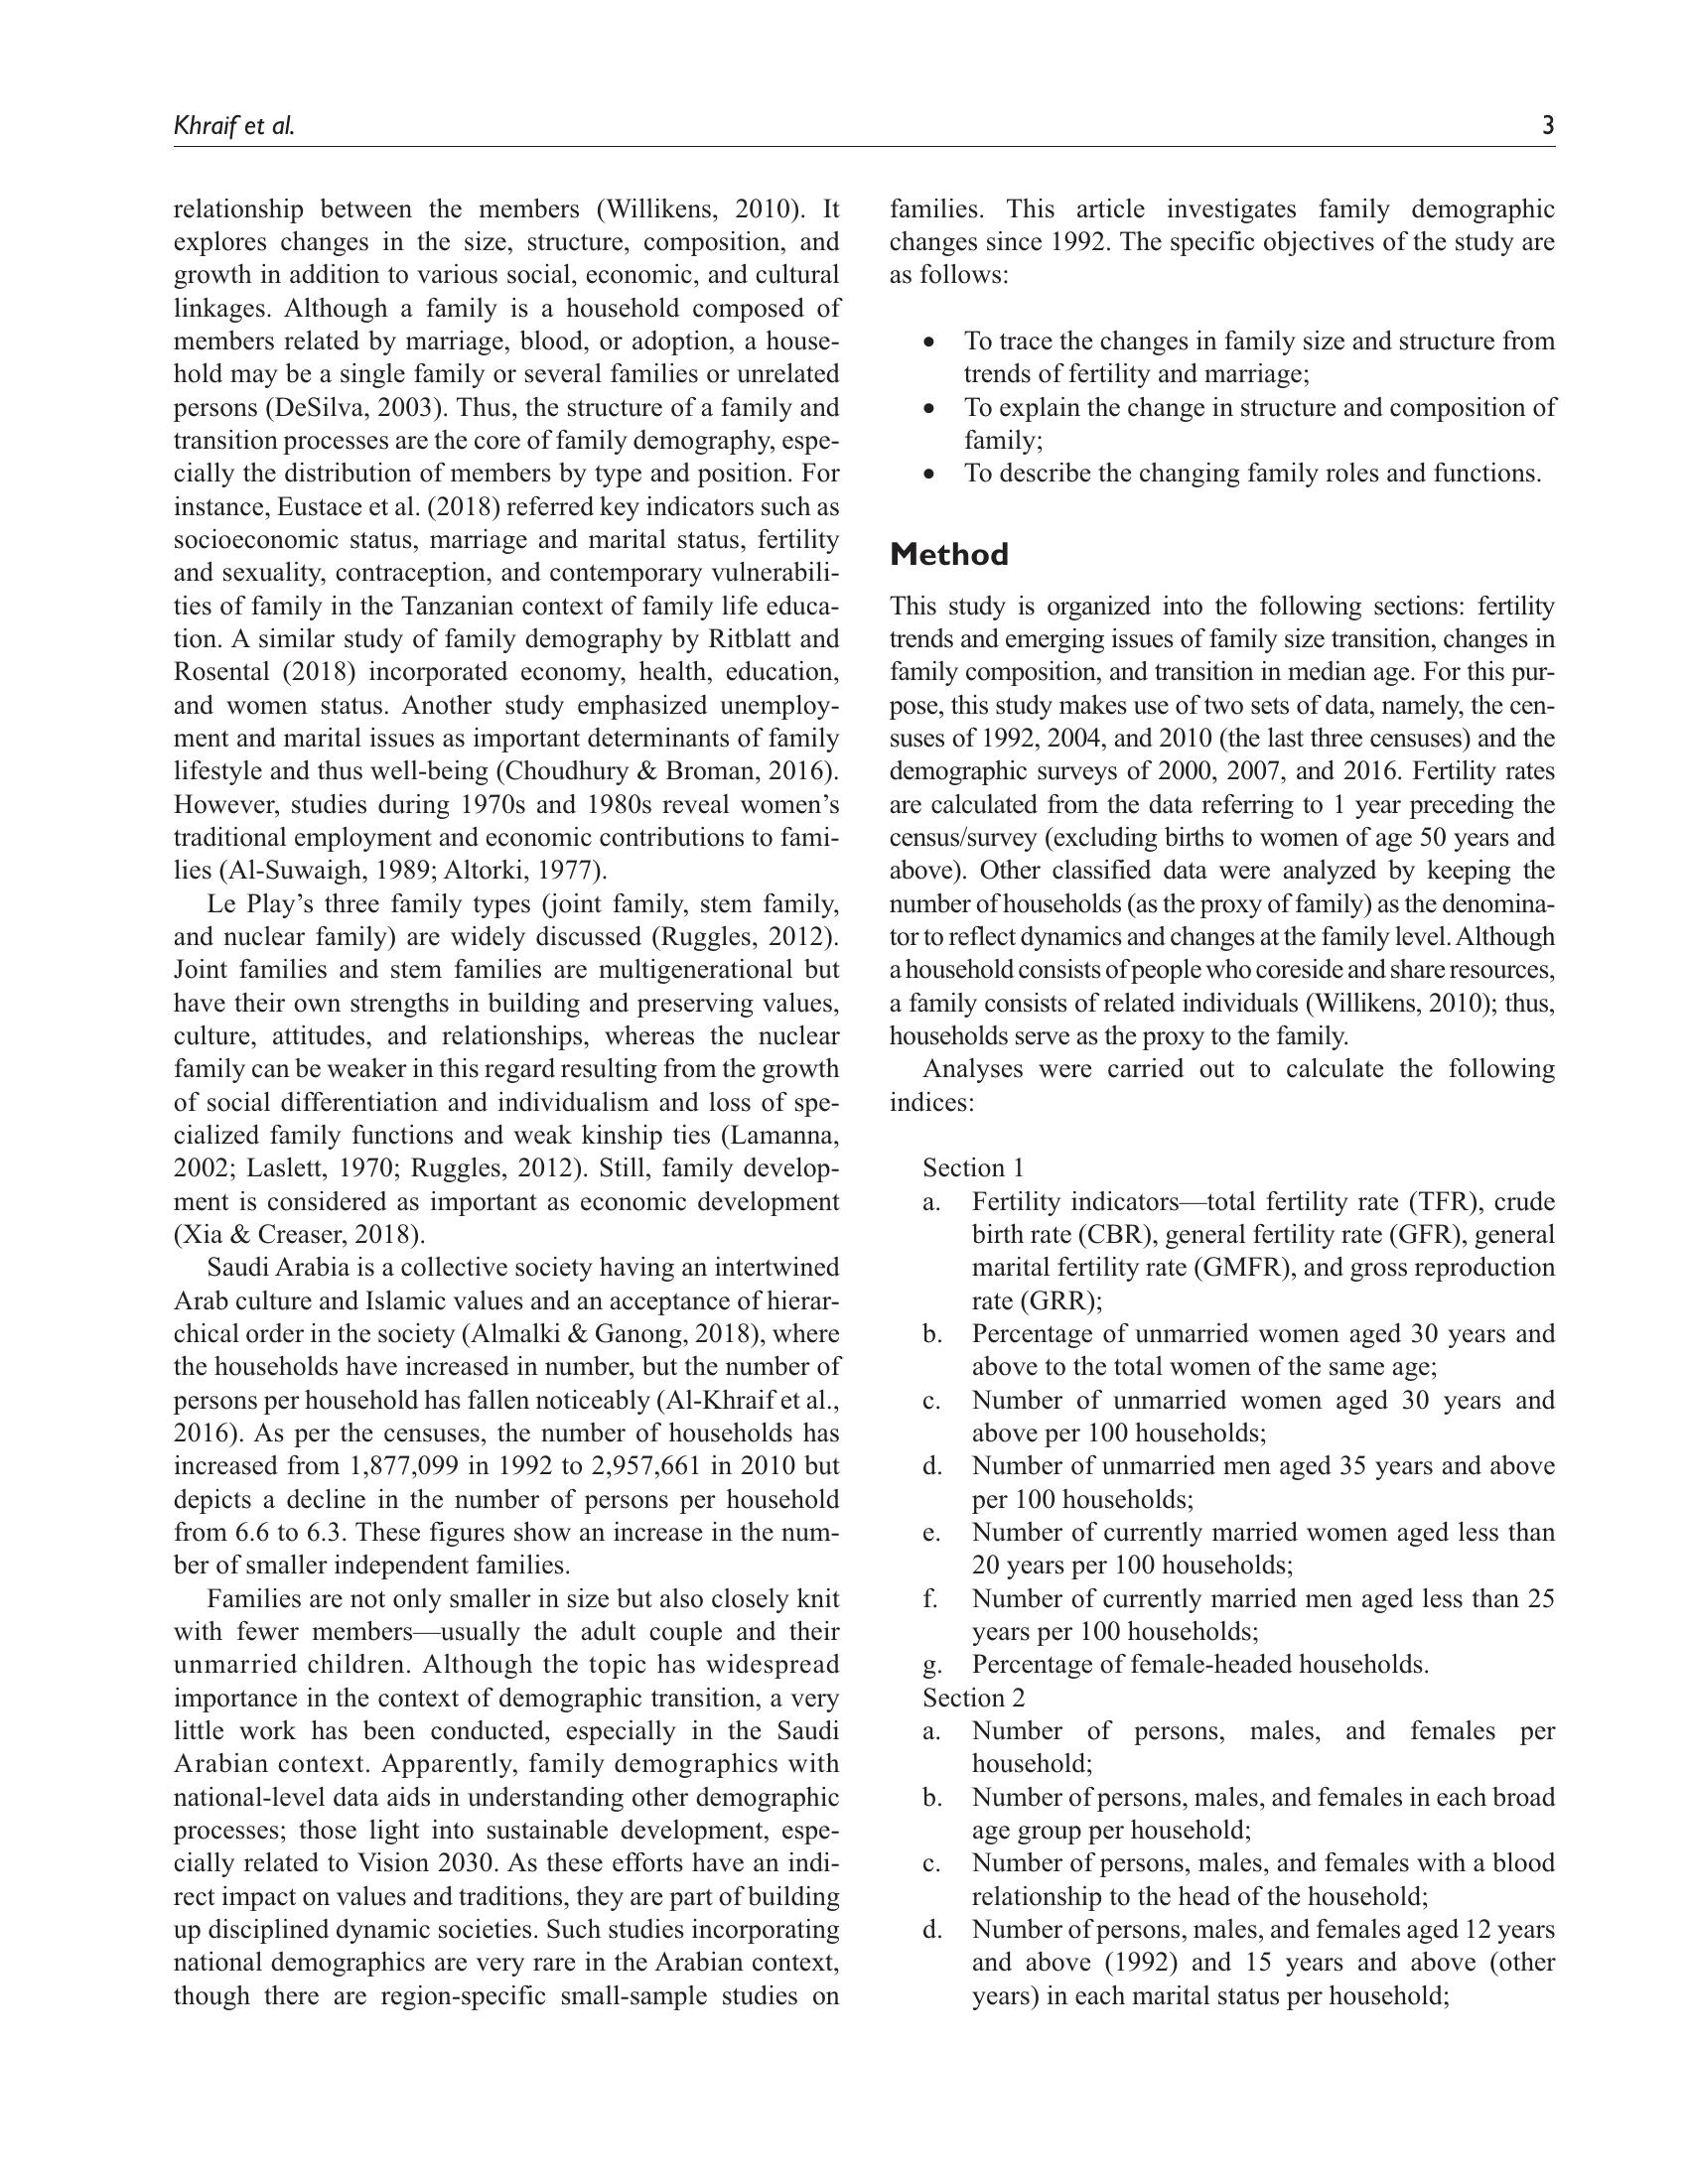 Khraif et al.
3
relationship between the members (Willikens, 2010). It
explores changes in the size, structure, composition, and
growth in addition to various social, economic, and cultural
linkages. Although a family is a household composed of
members related by marriage, blood, or adoption, a house-
hold may be a single family or several families or unrelated
persons (DeSilva, 2003). Thus, the structure of a family and
transition processes are the core of family demography, espe-
cially the distribution of members by type and position. For
instance, Eustace et al. (2018) referred key indicators such as
socioeconomic status, marriage and marital status, fertility
and sexuality, contraception, and contemporary vulnerabili-
ties of family in the Tanzanian context of family life educa-
tion. A similar study of family demography by Ritblatt and
Rosental (2018) incorporated economy, health, education,
and women status. Another study emphasized unemploy-
ment and marital issues as important determinants of family
lifestyle and thus well-being (Choudhury & Broman, 2016).
However, studies during 1970s and 1980s reveal women's
traditional employment and economic contributions to fami-
lies (Al-Suwaigh, 1989; Altorki, 1977).
Le Play's three family types (joint family, stem family,
and nuclear family) are widely discussed (Ruggles, 2012).
Joint families and stem families are multigenerational but
have their own strengths in building and preserving values,
culture, attitudes, and relationships, whereas the nuclear
family can be weaker in this regard resulting from the growth
of social differentiation and individualism and loss of spe-
cialized family functions and weak kinship ties (Lamanna,
2002; Laslett, 1970; Ruggles, 2012). Still, family develop-
ment is considered as important as economic development
(Xia & Creaser, 2018).
Saudi Arabia is a collective society having an intertwined
Arab culture and Islamic values and an acceptance of hierar-
chical order in the society (Almalki & Ganong, 2018), where
the households have increased in number, but the number of
persons per household has fallen noticeably (Al-Khraif et al.,
2016). As per the censuses, the number of households has
increased from 1,877,099 in 1992 to 2,957,661 in 2010 but
depicts a decline in the number of persons per household
from 6.6 to 6.3. These figures show an increase in the num-
ber of smaller independent families.
Families are not only smaller in size but also closely knit
with fewer members—usually the adult couple and their
unmarried children. Although the topic has widespread
importance in the context of demographic transition, a very
little work has been conducted, especially in the Saudi
Arabian context. Apparently, family demographics with
national-level data aids in understanding other demographic
processes; those light into sustainable development, espe-
cially related to Vision 2030. As these efforts have an indi-
rect impact on values and traditions, they are part of building
up disciplined dynamic societies. Such studies incorporating
national demographics are very rare in the Arabian context,
though there are region-specific small-sample studies on
families. This article investigates family demographic
changes since 1992. The specific objectives of the study are
as follows:
• To trace the changes in family size and structure from
trends of fertility and marriage;
• To explain the change in structure and composition of
family;
• To describe the changing family roles and functions.
Method
This study is organized into the following sections: fertility
trends and emerging issues of family size transition, changes in
family composition, and transition in median age. For this pur-
pose, this study makes use of two sets of data, namely, the cen-
suses of 1992, 2004, and 2010 (the last three censuses) and the
demographic surveys of 2000, 2007, and 2016. Fertility rates
are calculated from the data referring to 1 year preceding the
census/survey (excluding births to women of age 50 years and
above). Other classified data were analyzed by keeping the
number of households (as the proxy of family) as the denomina-
tor to reflect dynamics and changes at the family level. Although
a household consists of people who coreside and share resources,
a family consists of related individuals (Willikens, 2010); thus,
households serve as the proxy to the family.
Analyses were carried out to calculate the following
indices:
Section 1
a. Fertility indicators—total fertility rate (TFR), crude
birth rate (CBR), general fertility rate (GFR), general
marital fertility rate (GMFR), and gross reproduction
rate (GRR);
b. Percentage of unmarried women aged 30 years and
above to the total women of the same age;
c. Number of unmarried women aged 30 years and
above per 100 households;
d. Number of unmarried men aged 35 years and above
per 100 households;
e. Number of currently married women aged less than
20 years per 100 households;
f. Number of currently married men aged less than 25
years per 100 households;
g. Percentage of female-headed households.
Section 2
a. Number of persons, males, and females per
household;
b. Number of persons, males, and females in each broad
age group per household;
c. Number of persons, males, and females with a blood
relationship to the head of the household;
d. Number of persons, males, and females aged 12 years
and above (1992) and 15 years and above (other
years) in each marital status per household;